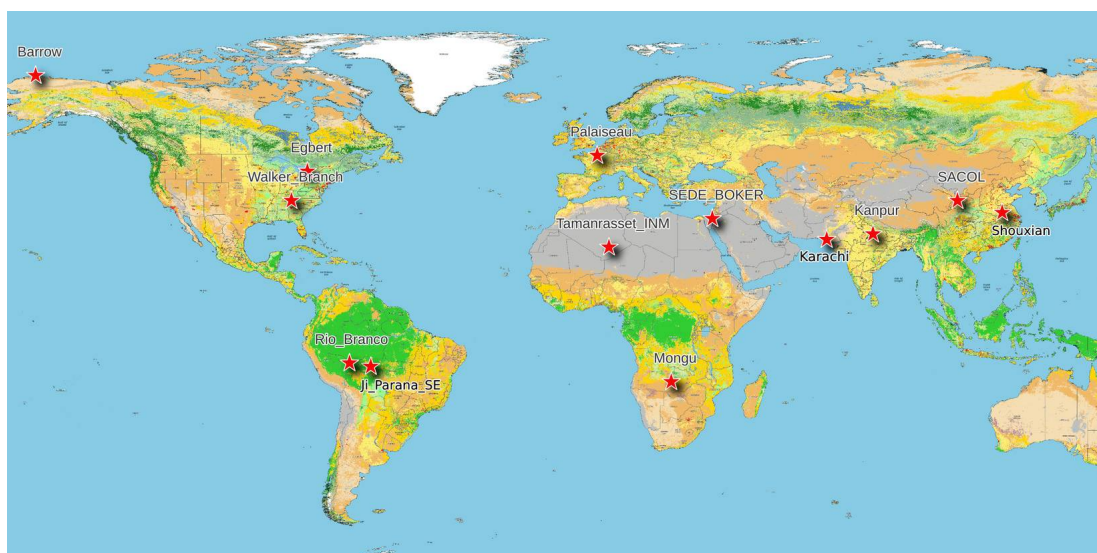 Barrow
Palaiseau
Egbert
Walker_Branch
SACOL
SEDE_BOKER
Kanpur
Tamanrasset_INM
Shouxian
Karachi
Rio_Branco
Mongu
Ji_Parana_SE